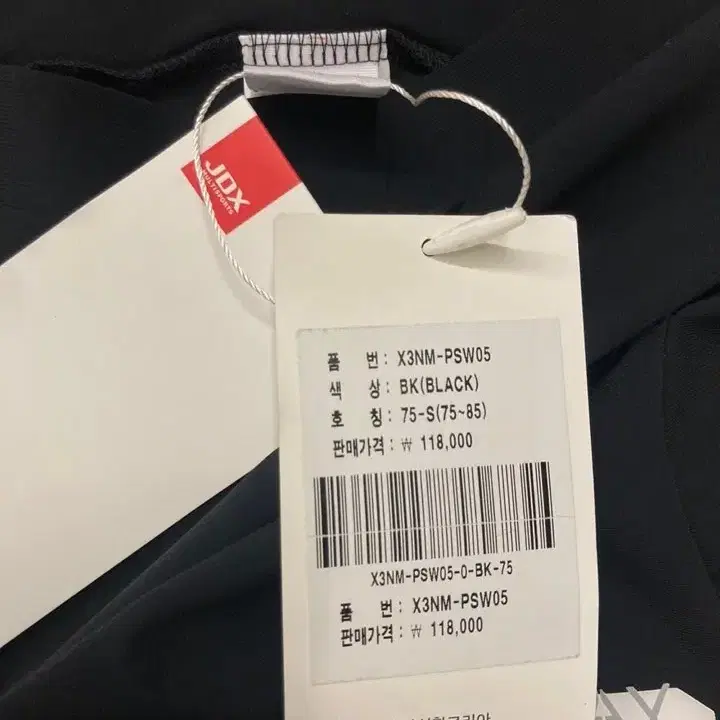 JDX
MULTISPORTS
품 번: X3NM-PSW05
색 상: BK(BLACK)
호 칭: 75-S(75~85)
판매가격: ₩ 118,000
X3NM-PSW05-0-BK-75
품 번: X3NM-PSW05
판매가격: ₩ 118,000